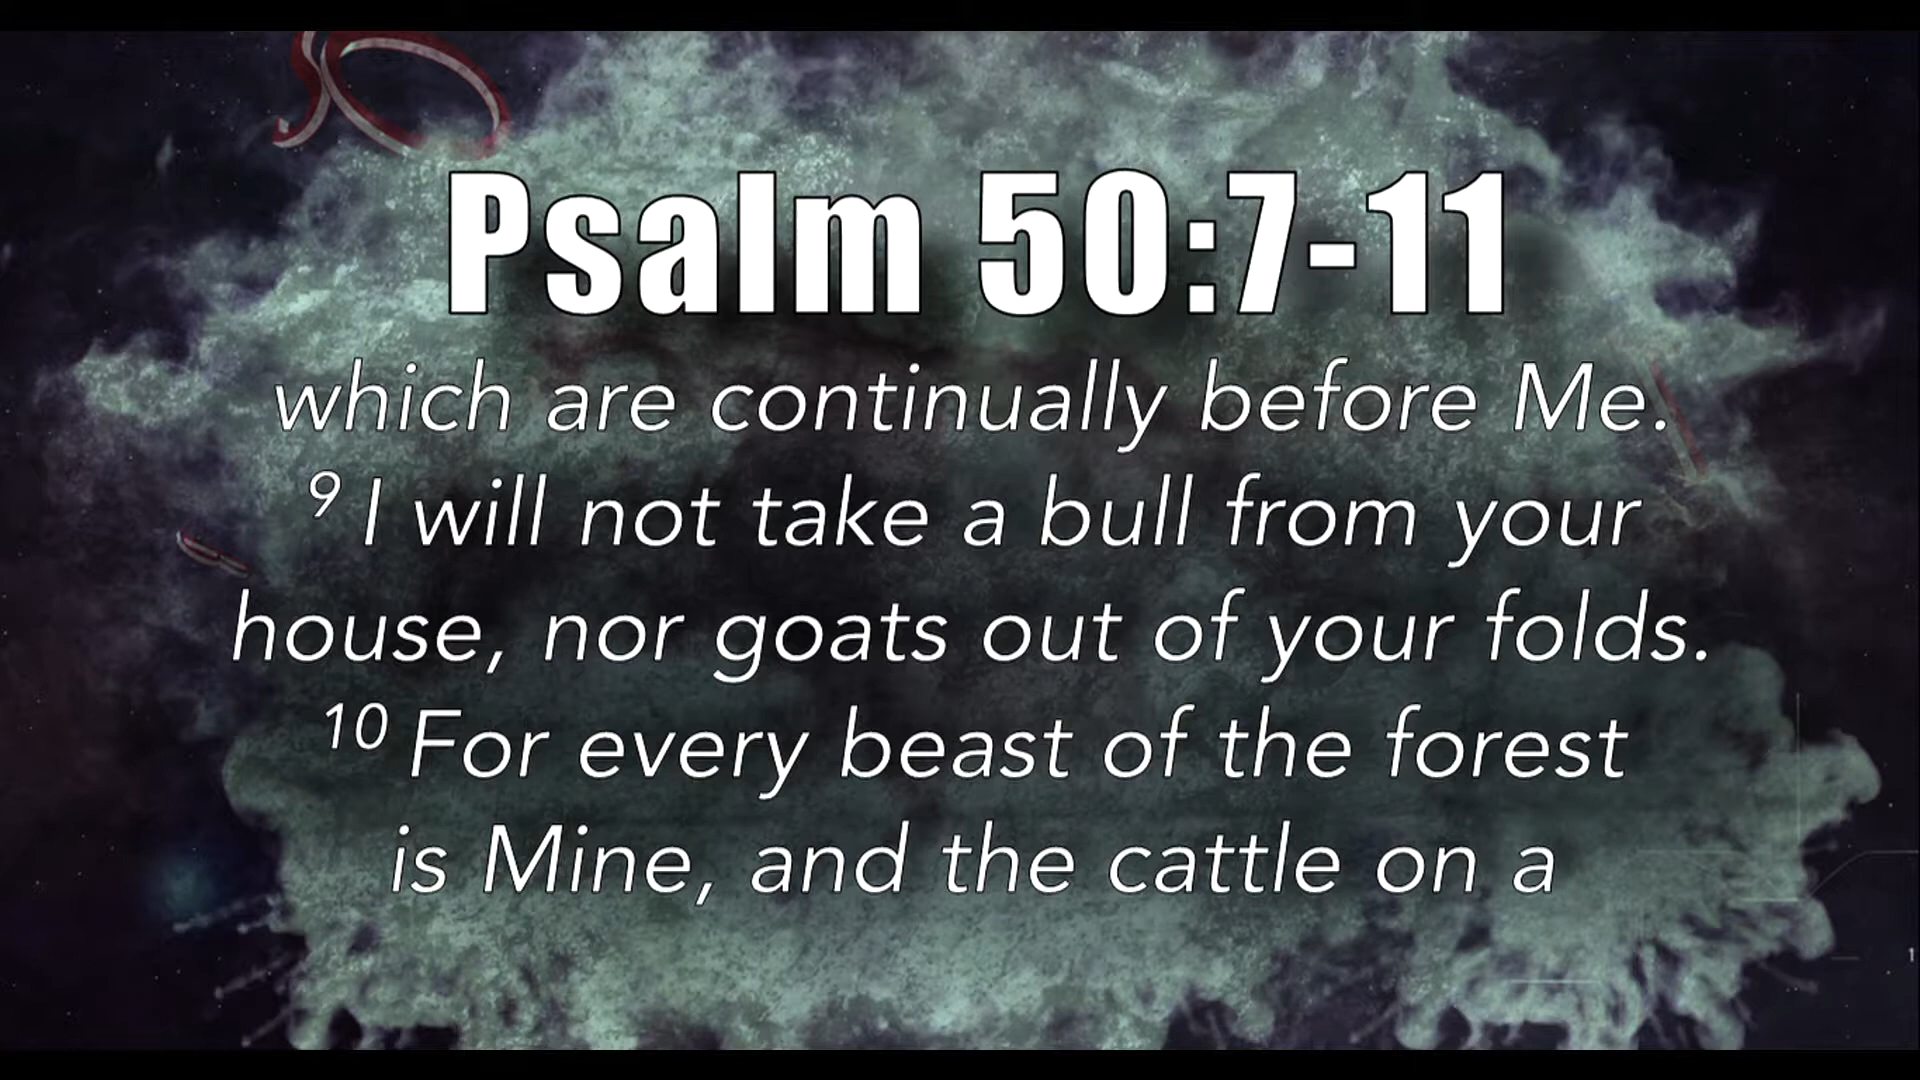 Psalm 50:7-11
which are continually before Me.
9 I will not take a bull from your
house, nor goats out of your folds.
10 For every beast of the forest
is Mine, and the cattle on a
1